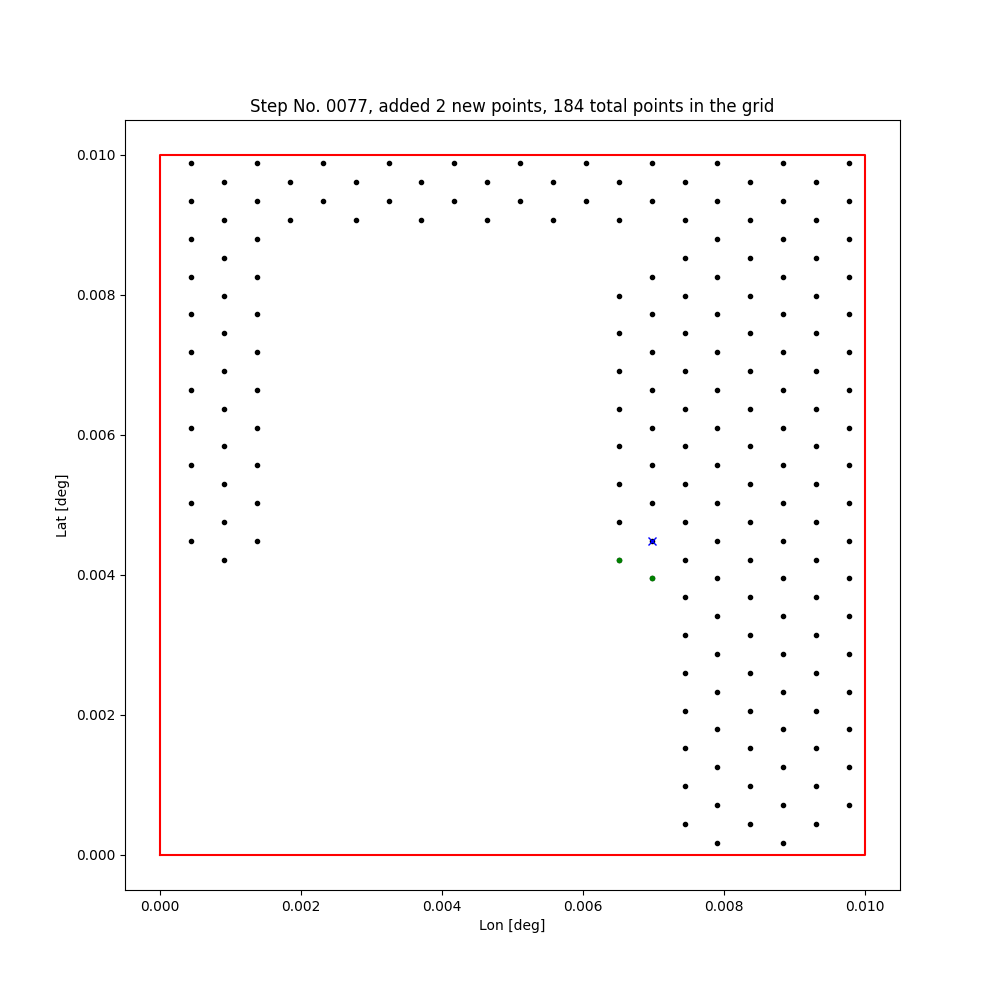 Step No. 0077, added 2 new points, 184 total points in the grid
0.010
0.008
0.006
0.004
0.002
0.000
Lat [deg]
0.000 0.002 0.004 0.006 0.008 0.010
Lon [deg]